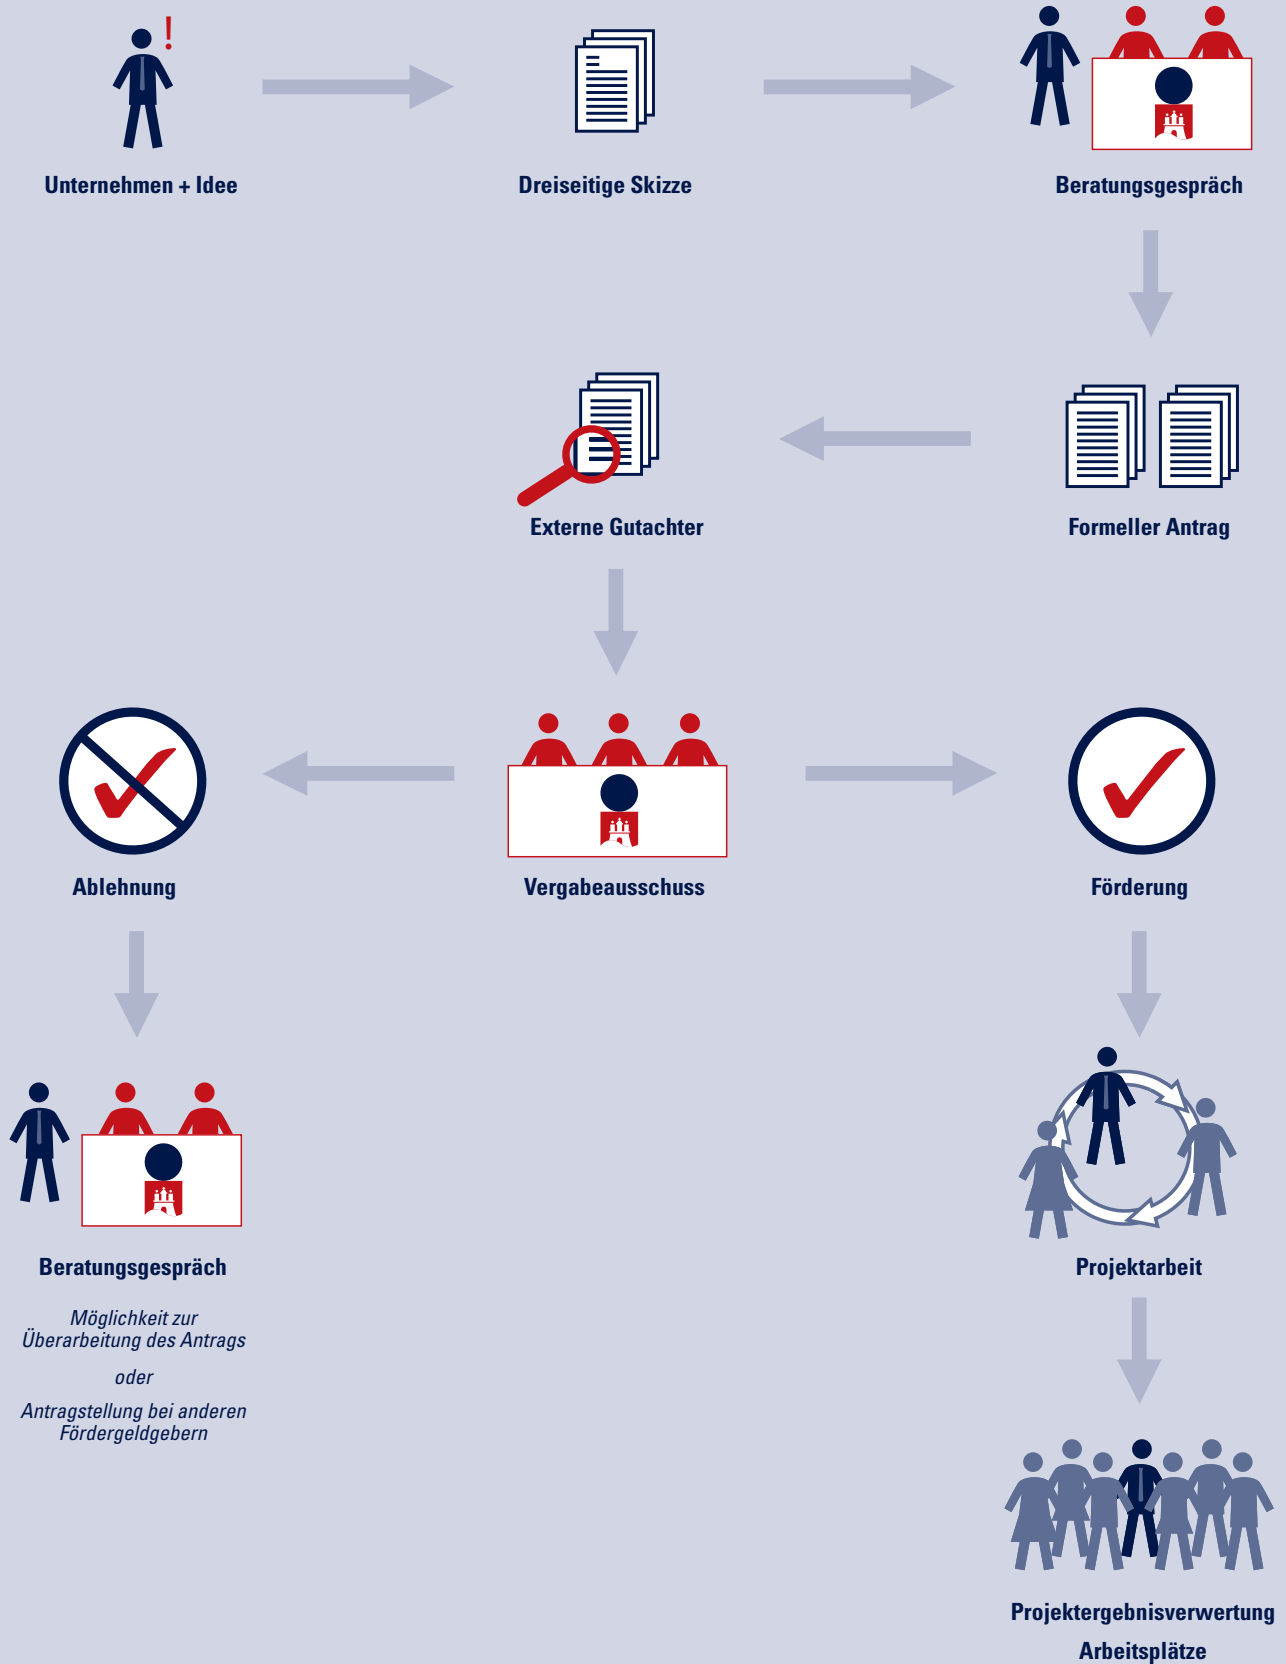 Unternehmen + Idee
Dreiseitige Skizze
Beratungsgespräch
Externe Gutachter
Formeller Antrag
Ablehnung
Vergabeausschuss
Förderung
Beratungsgespräch
Möglichkeit zur
Überarbeitung des Antrags
oder
Antragstellung bei anderen
Fördergeldgebern
Projektarbeit
Projektergebnisverwertung
Arbeitsplätze